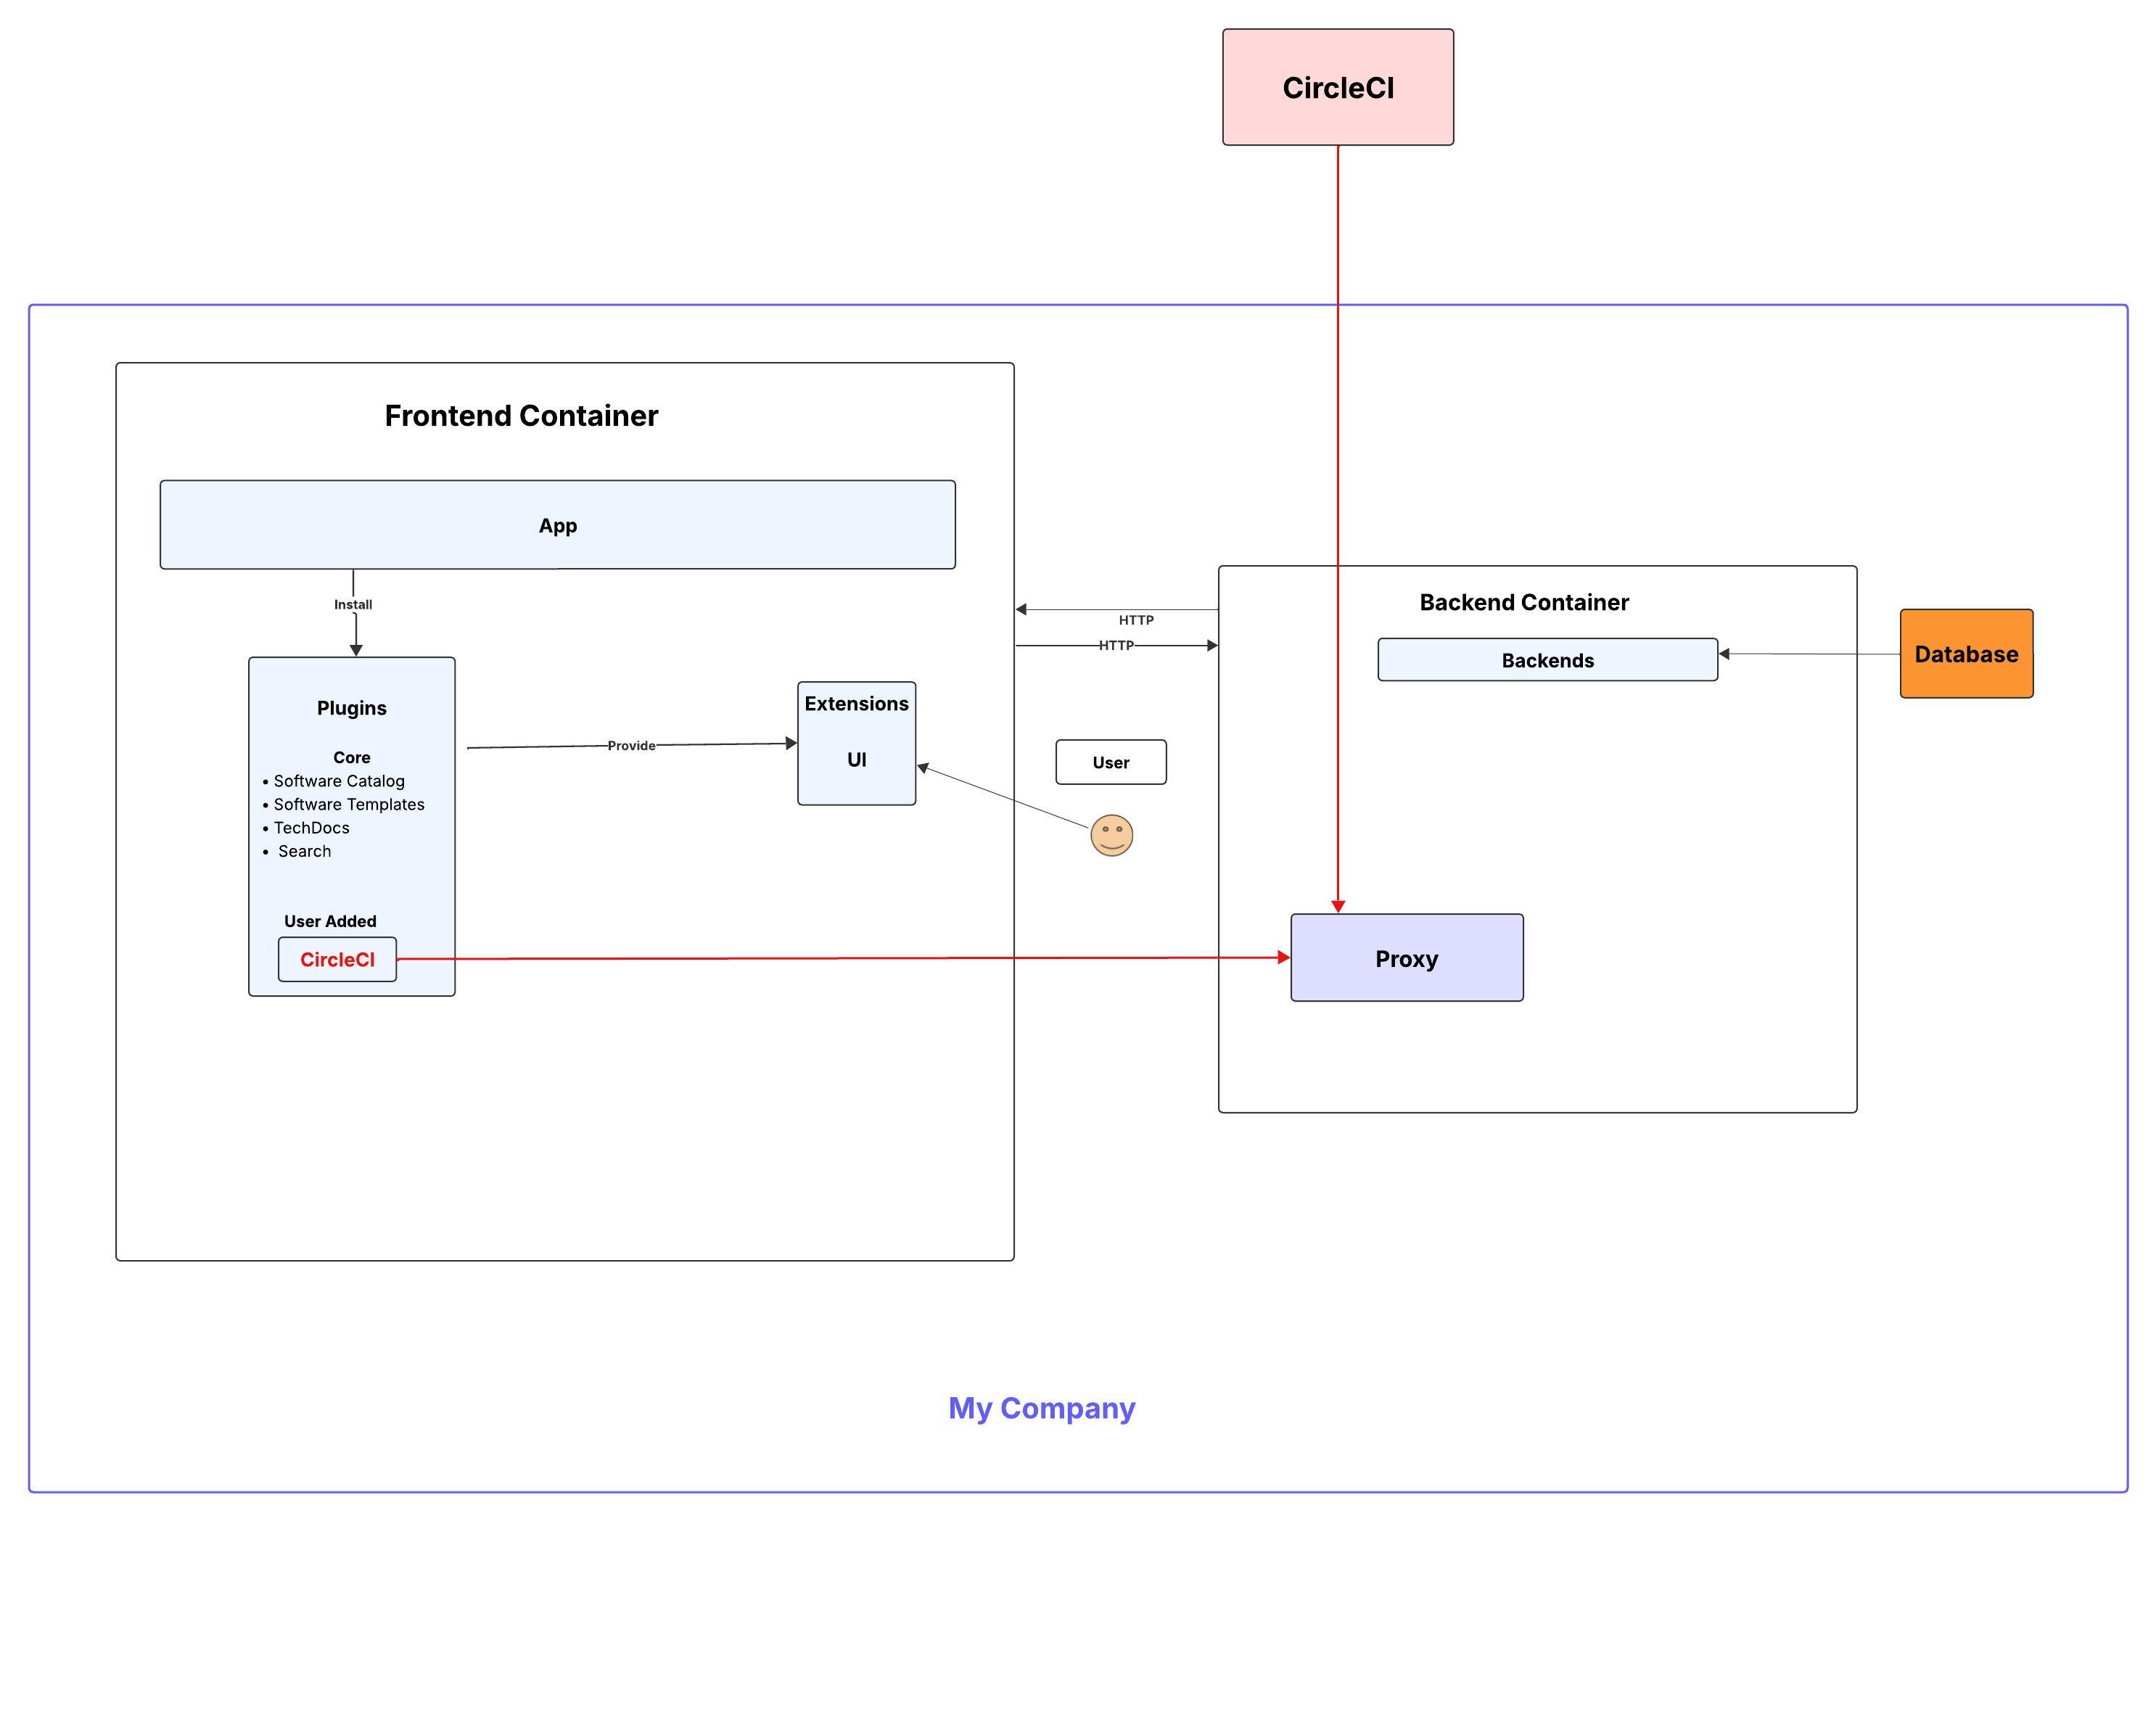 CircleCI
Frontend Container
App
Install
Plugins
Core
• Software Catalog
• Software Templates
• TechDocs
• Search
User Added
CircleCI
Provide
Extensions
UI
HTTP
HTTP
User
Backend Container
Backends
Database
Proxy
My Company